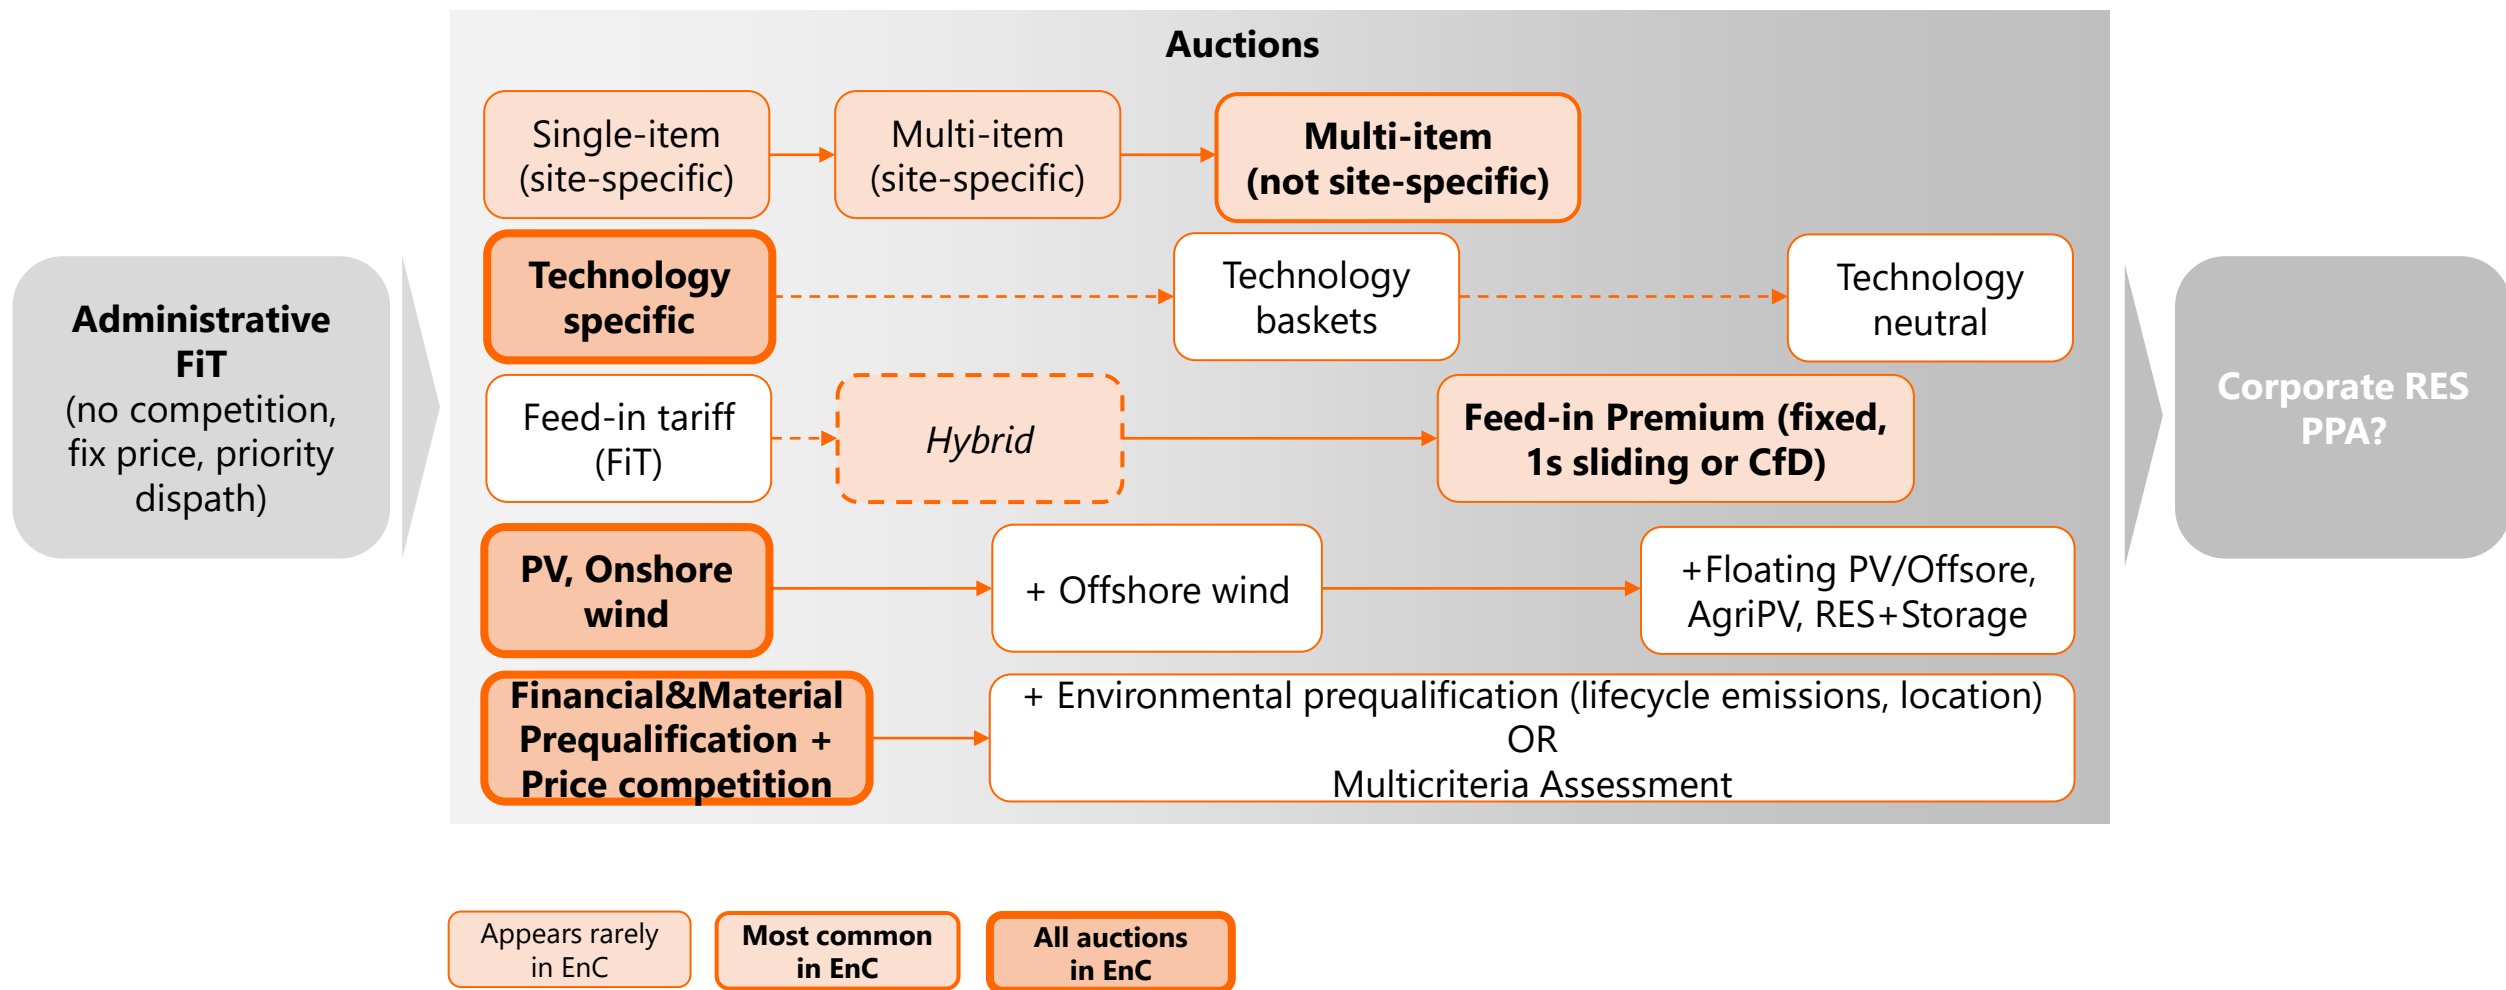 Auctions
Single-item
(site-specific)
Multi-item
(site-specific)
Multi-item
(not site-specific)
Technology
specific
Technology
baskets
Technology
neutral
Administrative
FiT
(no competition,
fix price, priority
dispath)
Feed-in tariff
(FiT)
Hybrid
Feed-in Premium (fixed,
1s sliding or CfD)
Corporate RES
PPA?
PV, Onshore
wind
+ Offshore wind
+Floating PV/Offsore,
AgriPV, RES+Storage
Financial&Material
Prequalification +
Price competition
+ Environmental prequalification (lifecycle emissions, location)
OR
Multicriteria Assessment
Appears rarely
in EnC
Most common
in EnC
All auctions
in EnC